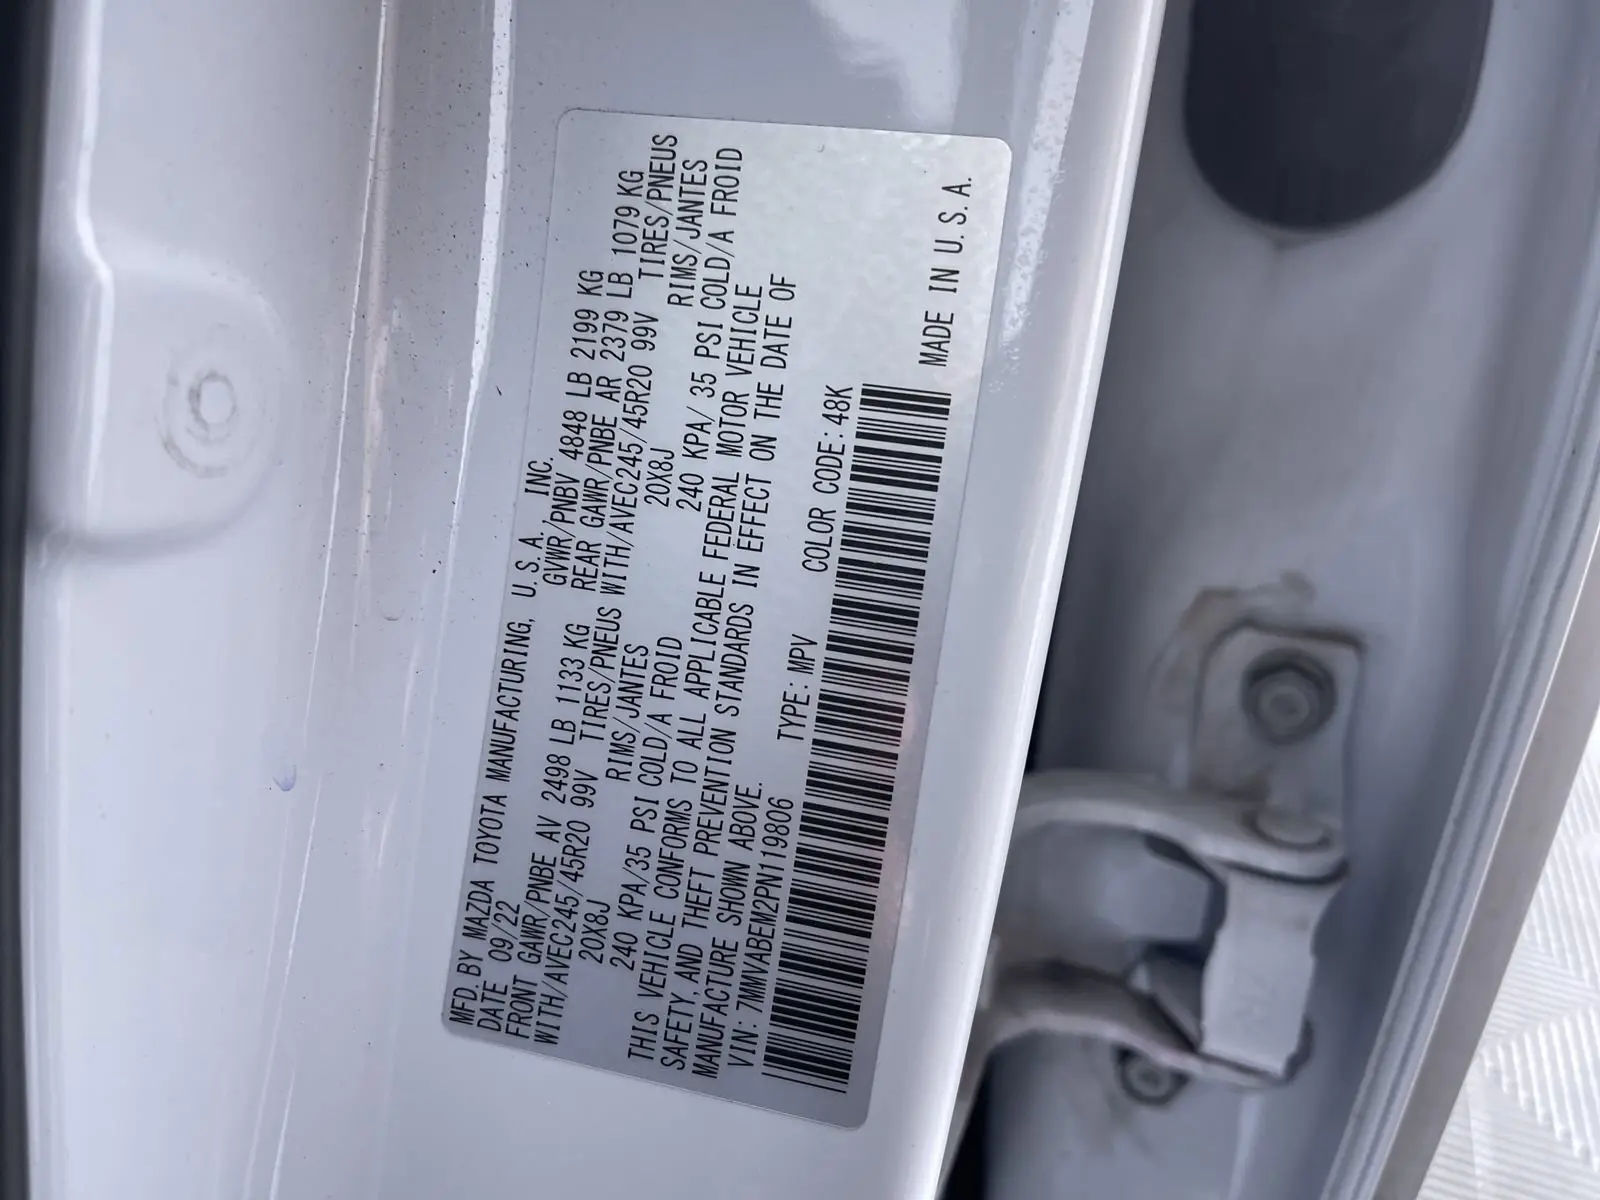 MFD. BY MAZDA TOYOTA MANUFACTURING, U.S.A. INC.
DATE 09/22 GVWR/PNBV 4848 LB 2199 KG
FRONT GAWR/PNBE AV 2498 LB 1133 KG REAR GAWR/PNBE AR 2379 LB 1079 KG
WITH/AVEC245/45R20 99V TIRES/PNEUS WITH/AVEC245/45R20 99V TIRES/PNEUS
20X8J RIMS/JANTES 20X8J RIMS/JANTES
240 KPA/35 PSI COLD/A FROID 240 KPA/ 35 PSI COLD/A FROID
THIS VEHICLE CONFORMS TO ALL APPLICABLE FEDERAL MOTOR VEHICLE
SAFETY, AND THEFT PREVENTION STANDARDS IN EFFECT ON THE DATE OF
MANUFACTURE SHOWN ABOVE.
VIN: 7MMVABEM2PN119806 TYPE: MPV COLOR CODE: 48K
MADE IN U.S.A.